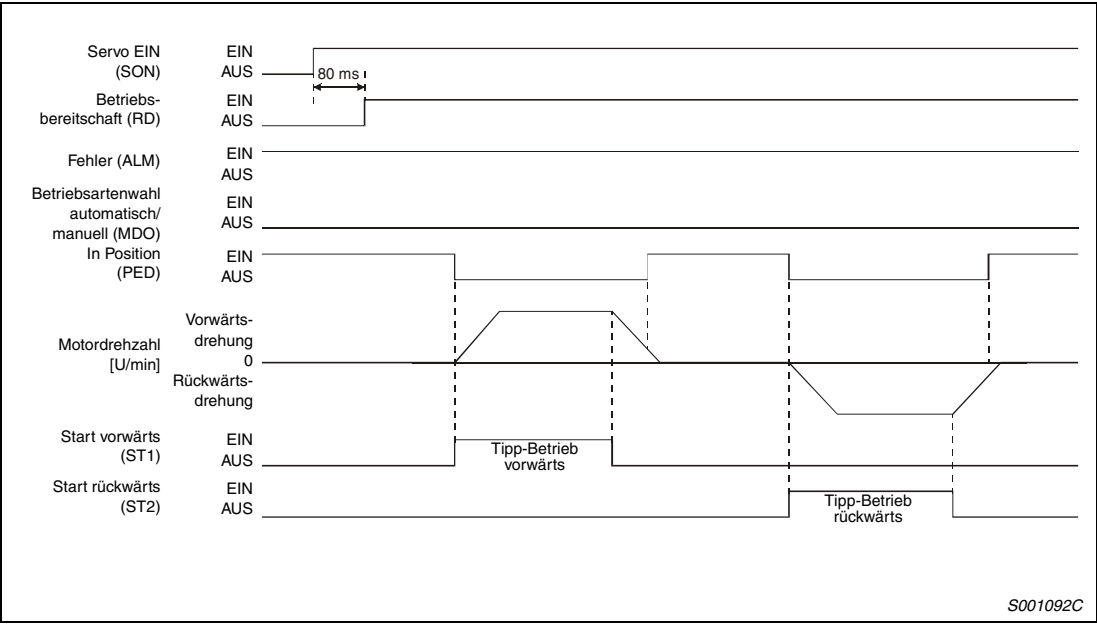 Servo EIN
(SON)
EIN
AUS
80 ms
Betriebs-
bereitschaft (RD)
EIN
AUS
Fehler (ALM)
EIN
AUS
Betriebsartenwahl
automatisch/
manuell (MDO)
EIN
AUS
In Position
(PED)
EIN
AUS
Motordrehzahl
[U/min]
Vorwärts-
drehung
0
Rückwärts-
drehung
Start vorwärts
(ST1)
EIN
AUS
Tipp-Betrieb
vorwärts
Start rückwärts
(ST2)
EIN
AUS
Tipp-Betrieb
rückwärts
S001092C